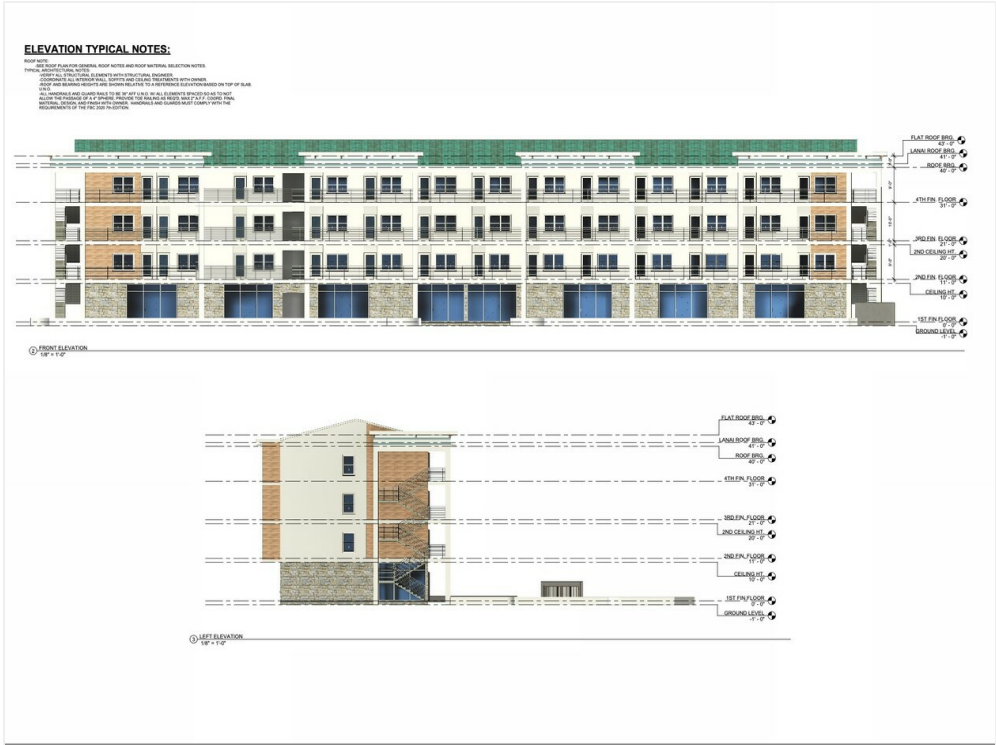 ELEVATION TYPICAL NOTES:
ROOF NOTE:
-SEE ROOF PLAN FOR GENERAL ROOF NOTES AND ROOF MATERIAL SELECTION NOTES.
TYPICAL ARCHITECTURAL NOTES:
-VERIFY ALL STRUCTURAL ELEMENTS WITH STRUCTURAL ENGINEER.
-COORDINATE ALL INTERIOR WALL, SOFFITS AND CEILING TREATMENTS WITH OWNER.
-ROOF AND BEARING HEIGHTS ARE SHOWN RELATIVE TO A REFERENCE ELEVATION BASED ON TOP OF SLAB.
U.N.O.
-ALL HANDRAILS AND GUARD RAILS TO BE 36" AFF U.N.O. W/ ALL ELEMENTS SPACED SO AS TO NOT
ALLOW THE PASSAGE OF A 4" SPHERE. PROVIDE TOE RAILING AS REQ'D. MAX 2" A.F.F. COORD. FINAL
MATERIAL, DESIGN, AND FINISH WITH OWNER. HANDRAILS AND GUARDS MUST COMPLY WITH THE
REQUIREMENTS OF THE FBC 2020 7th EDITION.
FLAT ROOF BRG.
43' - 0"
LANAI ROOF BRG.
41' - 0"
ROOF BRG.
40' - 0"
4TH FIN. FLOOR
31' - 0"
3RD FIN. FLOOR
21' - 0"
2ND CEILING HT.
20' - 0"
2ND FIN. FLOOR
11' - 0"
CEILING HT.
10' - 0"
1ST FIN FLOOR
0' - 0"
GROUND LEVEL
-1' - 0"
9'-0"
9'-0"
2 FRONT ELEVATION
1/8" = 1'-0"
FLAT ROOF BRG.
43' - 0"
LANAI ROOF BRG.
41' - 0"
ROOF BRG.
40' - 0"
4TH FIN. FLOOR
31' - 0"
3RD FIN. FLOOR
21' - 0"
2ND CEILING HT.
20' - 0"
2ND FIN. FLOOR
11' - 0"
CEILING HT.
10' - 0"
1ST FIN FLOOR
0' - 0"
GROUND LEVEL
-1' - 0"
3 LEFT ELEVATION
1/8" = 1'-0"